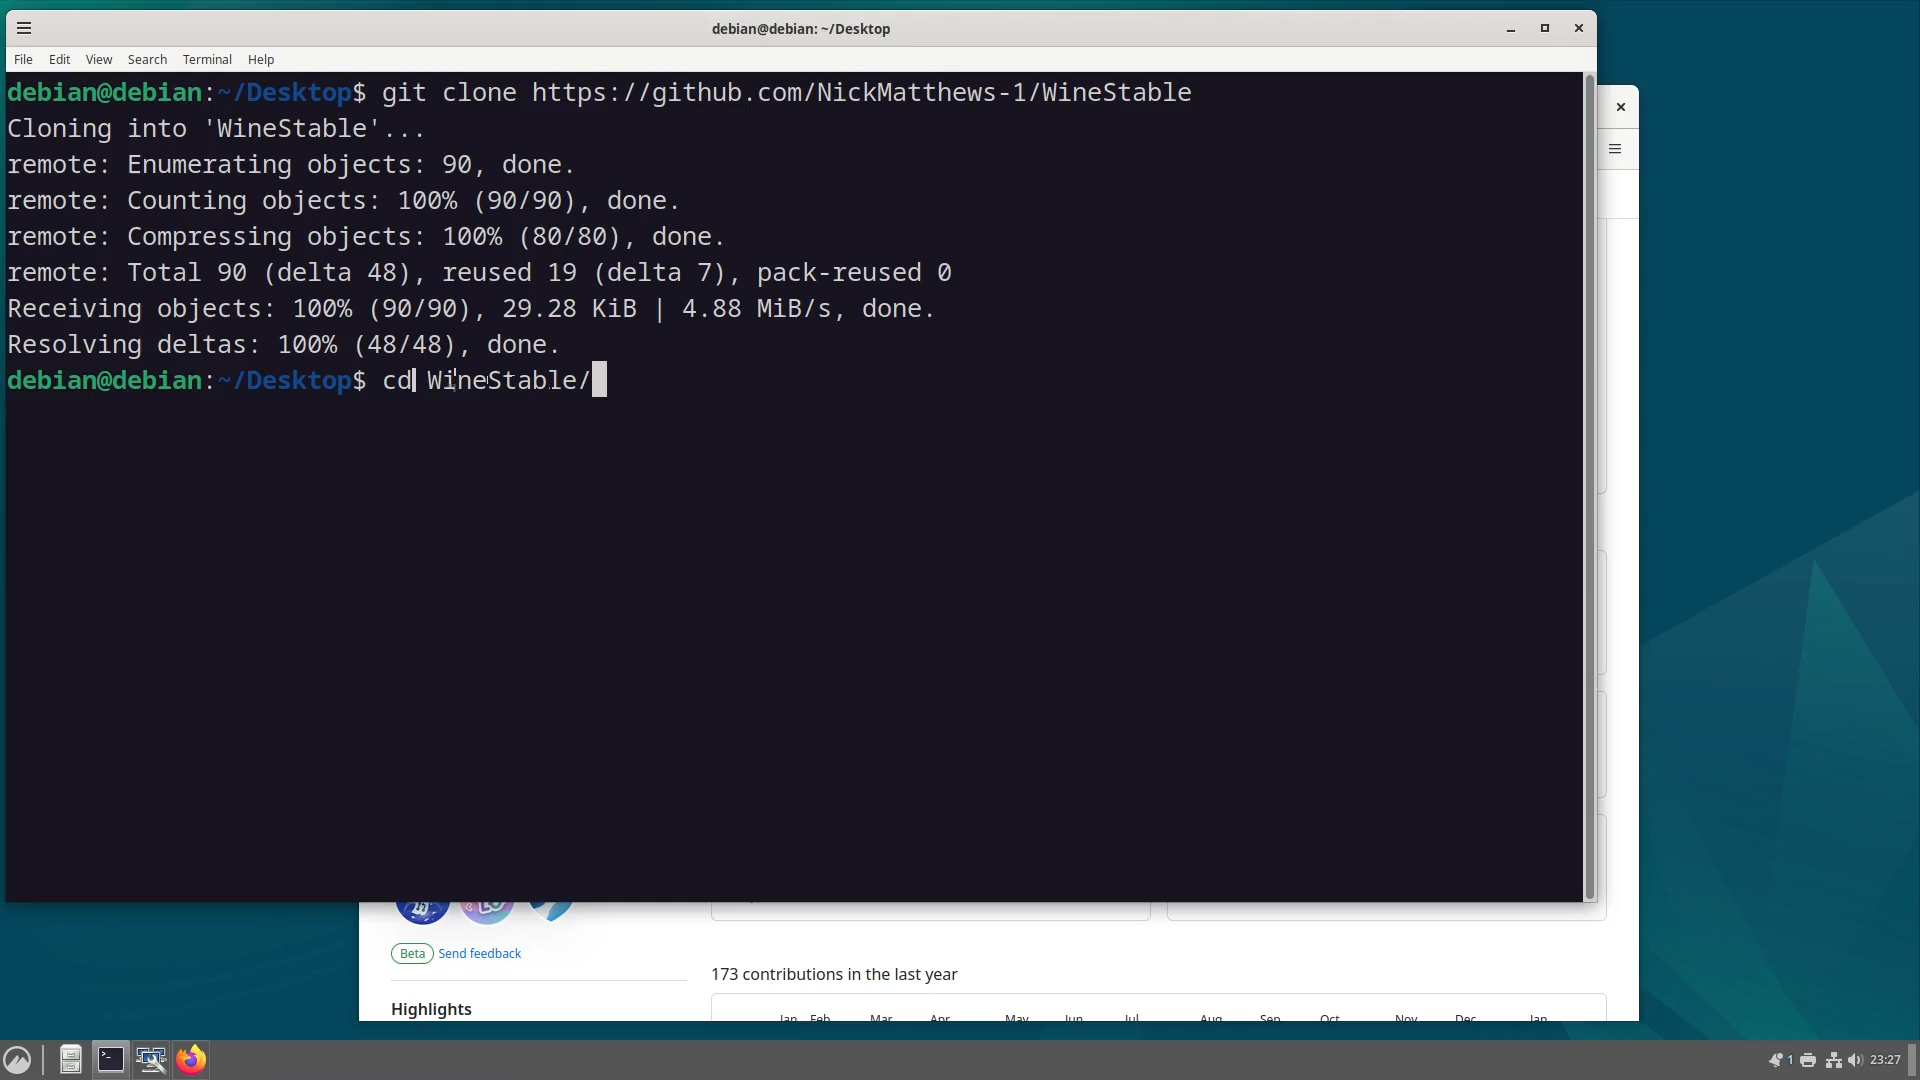 debian@debian: ~/Desktop
File Edit View Search Terminal Help
debian@debian:~/Desktop$ git clone https://github.com/NickMatthews-1/WineStable
Cloning into 'WineStable'...
remote: Enumerating objects: 90, done.
remote: Counting objects: 100% (90/90), done.
remote: Compressing objects: 100% (80/80), done.
remote: Total 90 (delta 48), reused 19 (delta 7), pack-reused 0
Receiving objects: 100% (90/90), 29.28 KiB | 4.88 MiB/s, done.
Resolving deltas: 100% (48/48), done.
debian@debian:~/Desktop$ cd WineStable/
Beta Send feedback
173 contributions in the last year
Highlights
Jan Feb Mar Apr May Jun Jul Aug Sep Oct Nov Dec Jan
1 23:27